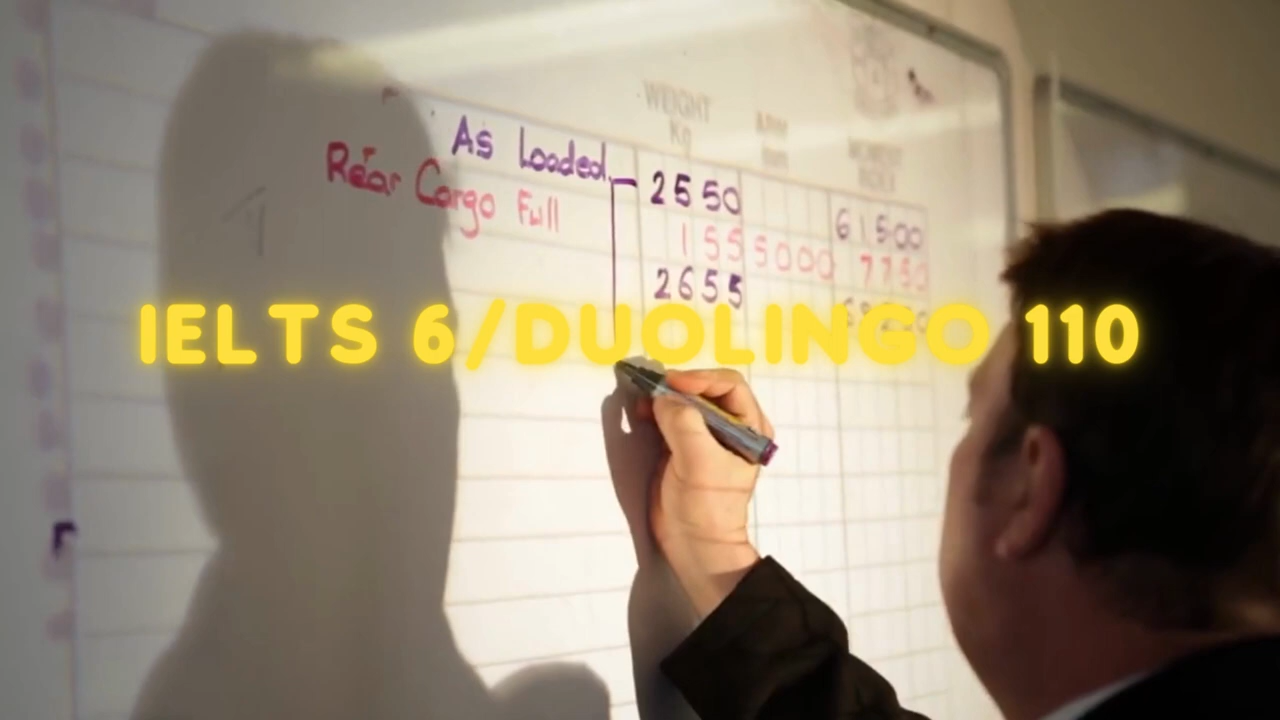 WEIGHT
Kg
As Loaded 2550 61500
Rear Cargo Full 155 5000 7750
2655
IELTS 6/DUOLINGO 110